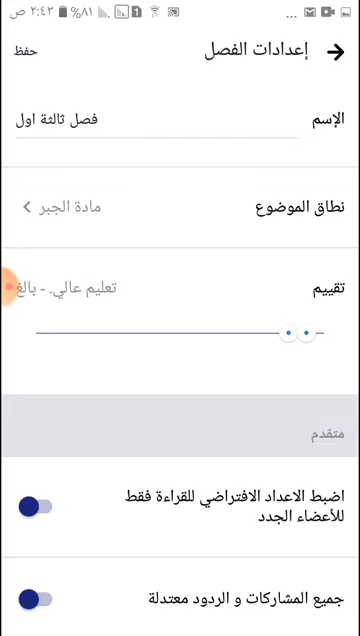 ٢:٤٣ ص ٨١%
إعدادات الفصل
حفظ
الإسم
فصل ثالثة اول
نطاق الموضوع
مادة الجبر
تقييم
تعليم عالي. - بالغ
متقدم
اضبط الاعداد الافتراضي للقراءة فقط
للأعضاء الجدد
جميع المشاركات و الردود معتدلة